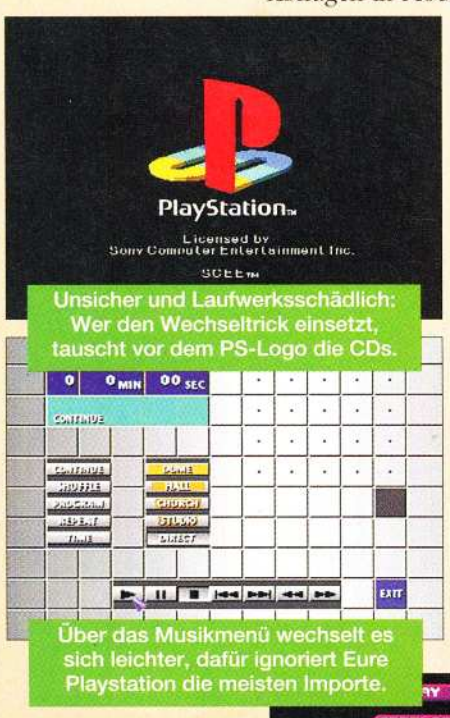 PlayStation™
Licensed by
Sony Computer Entertainment Inc.
SCEE™
Unsicher und Laufwerksschädlich:
Wer den Wechseltrick einsetzt,
tauscht vor dem PS-Logo die CDs.
0 0 MIN 00 SEC
CONTINUE
CONTINUE DOME
SHUFFLE HALL
PROGRAM CHURCH
REPEAT STUDIO
TIME DIRECT
EXIT
Über das Musikmenü wechselt es
sich leichter, dafür ignoriert Eure
Playstation die meisten Importe.